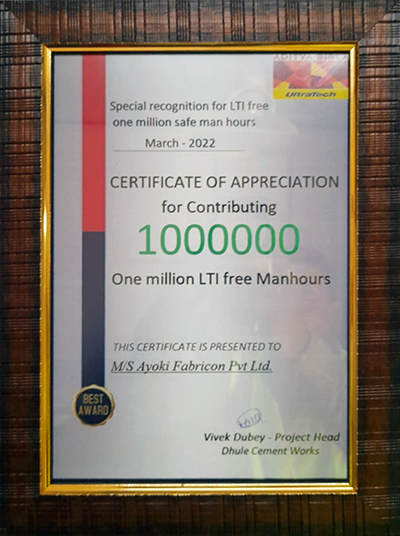 ADITYA BIRLA
UltraTech
Special recognition for LTI free
one million safe man hours
March - 2022
CERTIFICATE OF APPRECIATION
for Contributing
1000000
One million LTI free Manhours
THIS CERTIFICATE IS PRESENTED TO
M/S Ayoki Fabricon Pvt Ltd.
BEST
AWARD
Vivek Dubey - Project Head
Dhule Cement Works